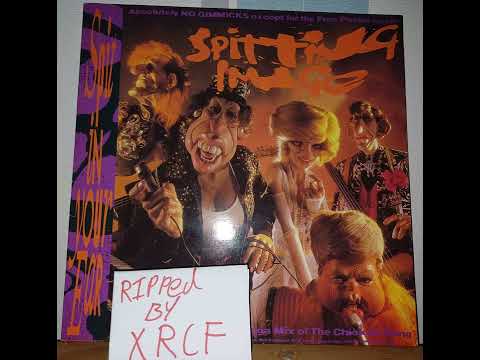 Absolutely NO GIMMICKS except for the Free Poster
SPITTING
IMAGE
Spit
it
IN
YOUR
EAR
RIPPED
BY
XRCF
Mix of The Chicken Song